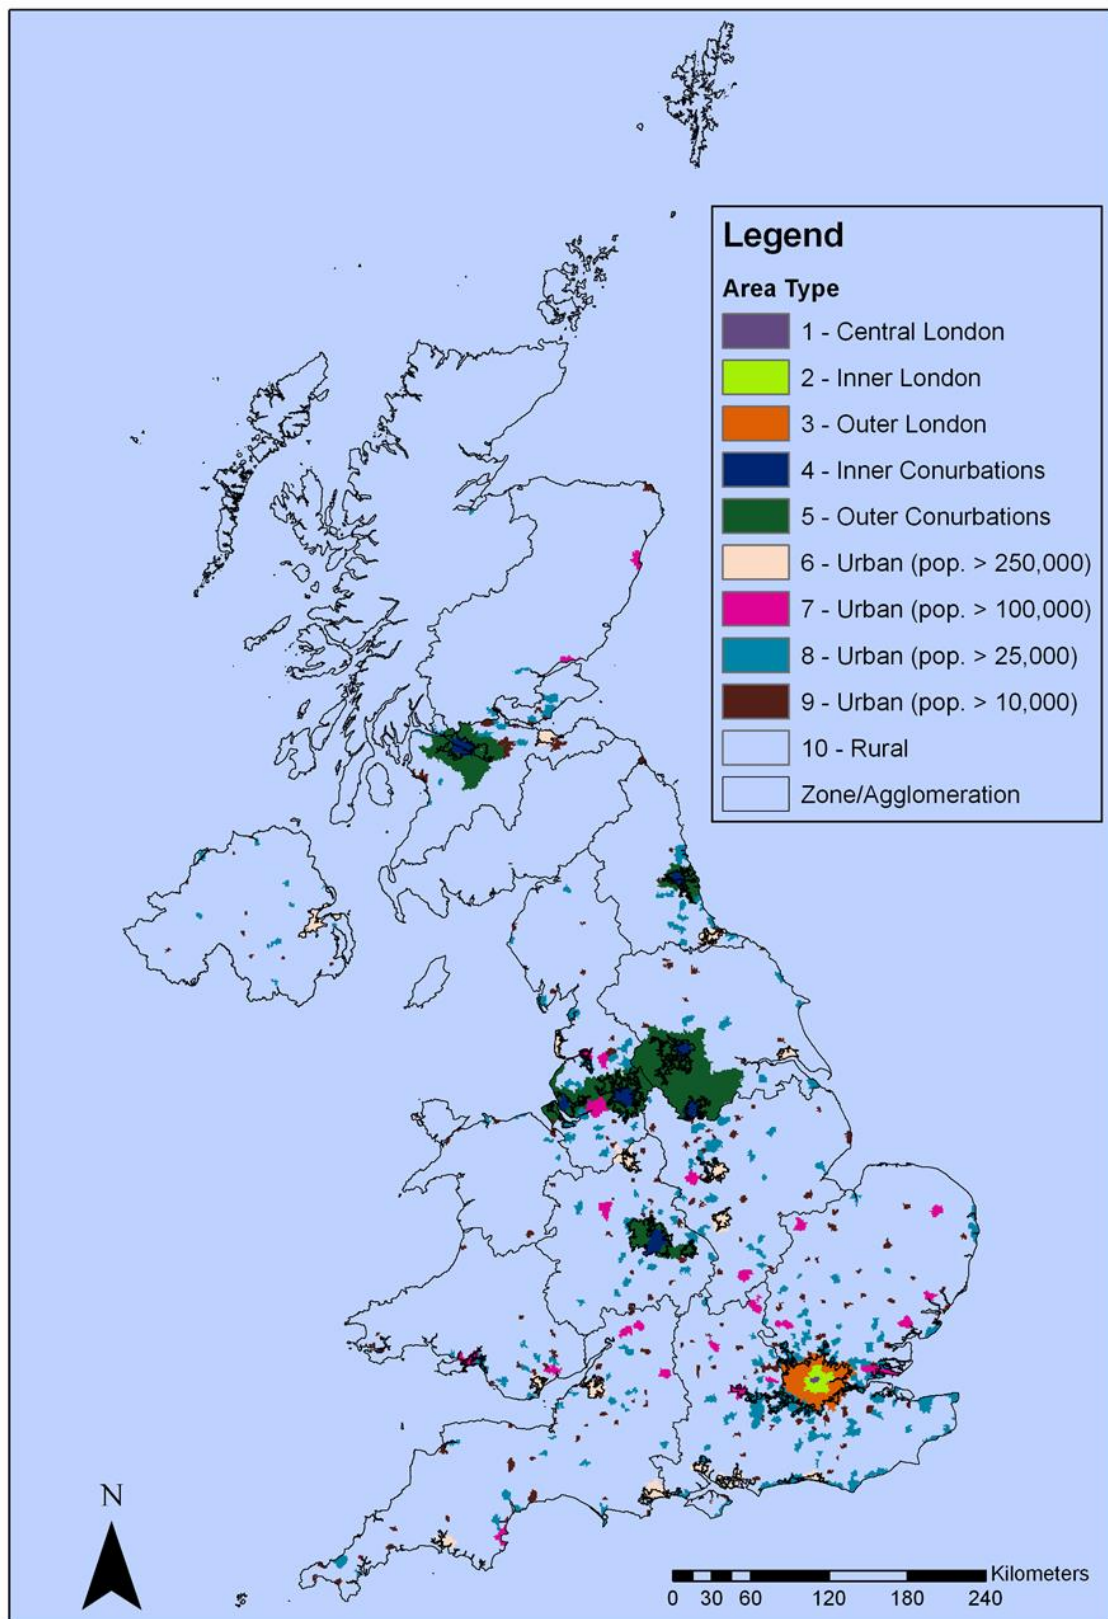 Legend
Area Type
1 - Central London
2 - Inner London
3 - Outer London
4 - Inner Conurbations
5 - Outer Conurbations
6 - Urban (pop. > 250,000)
7 - Urban (pop. > 100,000)
8 - Urban (pop. > 25,000)
9 - Urban (pop. > 10,000)
10 - Rural
Zone/Agglomeration
N
Kilometers
0 30 60 120 180 240